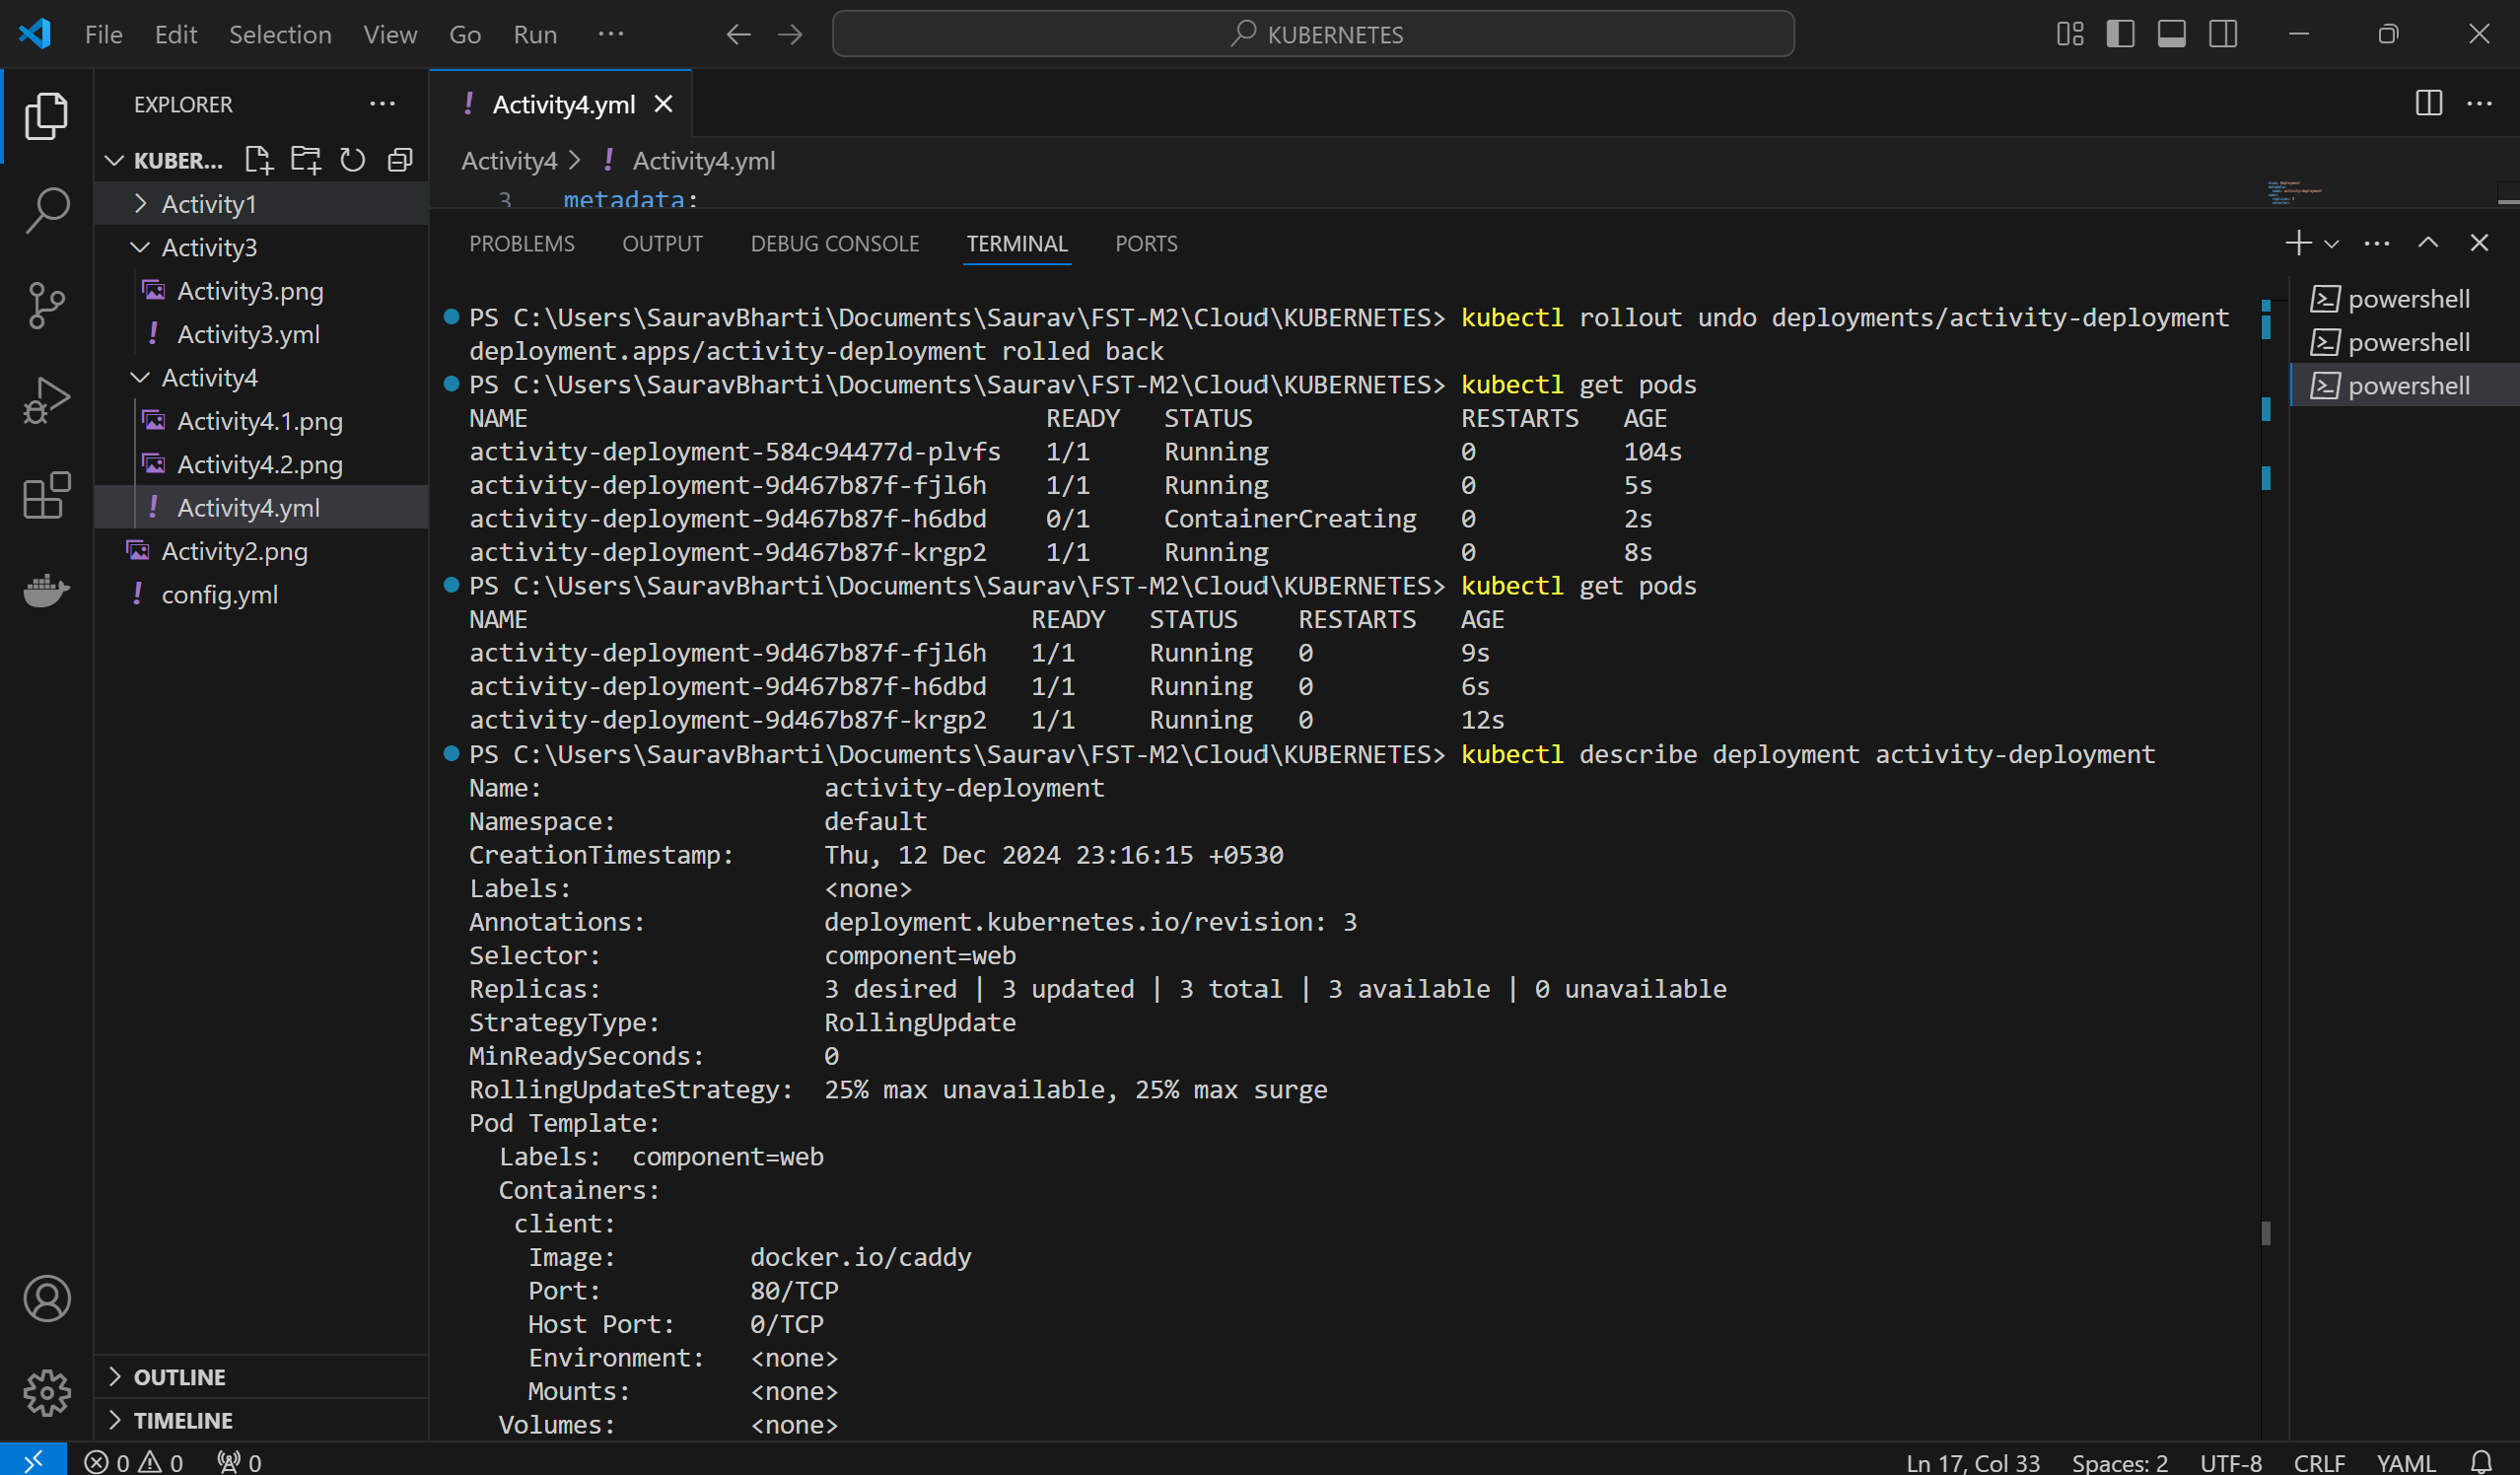 File Edit Selection View Go Run ··· KUBERNETES
EXPLORER ···
KUBER...
Activity1
Activity3
Activity3.png
Activity3.yml
Activity4
Activity4.1.png
Activity4.2.png
Activity4.yml
Activity2.png
config.yml
OUTLINE
TIMELINE
! Activity4.yml
Activity4 > ! Activity4.yml
3 metadata:
PROBLEMS OUTPUT DEBUG CONSOLE TERMINAL PORTS
PS C:\Users\SauravBharti\Documents\Saurav\FST-M2\Cloud\KUBERNETES> kubectl rollout undo deployments/activity-deployment
deployment.apps/activity-deployment rolled back
PS C:\Users\SauravBharti\Documents\Saurav\FST-M2\Cloud\KUBERNETES> kubectl get pods
NAME READY STATUS RESTARTS AGE
activity-deployment-584c94477d-plvfs 1/1 Running 0 104s
activity-deployment-9d467b87f-fjl6h 1/1 Running 0 5s
activity-deployment-9d467b87f-h6dbd 0/1 ContainerCreating 0 2s
activity-deployment-9d467b87f-krgp2 1/1 Running 0 8s
PS C:\Users\SauravBharti\Documents\Saurav\FST-M2\Cloud\KUBERNETES> kubectl get pods
NAME READY STATUS RESTARTS AGE
activity-deployment-9d467b87f-fjl6h 1/1 Running 0 9s
activity-deployment-9d467b87f-h6dbd 1/1 Running 0 6s
activity-deployment-9d467b87f-krgp2 1/1 Running 0 12s
PS C:\Users\SauravBharti\Documents\Saurav\FST-M2\Cloud\KUBERNETES> kubectl describe deployment activity-deployment
Name: activity-deployment
Namespace: default
CreationTimestamp: Thu, 12 Dec 2024 23:16:15 +0530
Labels: <none>
Annotations: deployment.kubernetes.io/revision: 3
Selector: component=web
Replicas: 3 desired | 3 updated | 3 total | 3 available | 0 unavailable
StrategyType: RollingUpdate
MinReadySeconds: 0
RollingUpdateStrategy: 25% max unavailable, 25% max surge
Pod Template:
Labels: component=web
Containers:
client:
Image: docker.io/caddy
Port: 80/TCP
Host Port: 0/TCP
Environment: <none>
Mounts: <none>
Volumes: <none>
powershell
powershell
powershell
0 0 0 Ln 17, Col 33 Spaces: 2 UTF-8 CRLF YAML